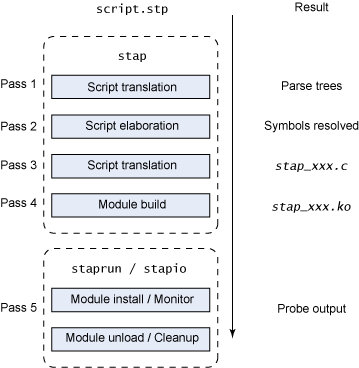 script.stp Result
stap
Pass 1 Script translation Parse trees
Pass 2 Script elaboration Symbols resolved
Pass 3 Script translation stap_xxx.c
Pass 4 Module build stap_xxx.ko
staprun / stapio
Module install / Monitor
Pass 5 Probe output
Module unload / Cleanup